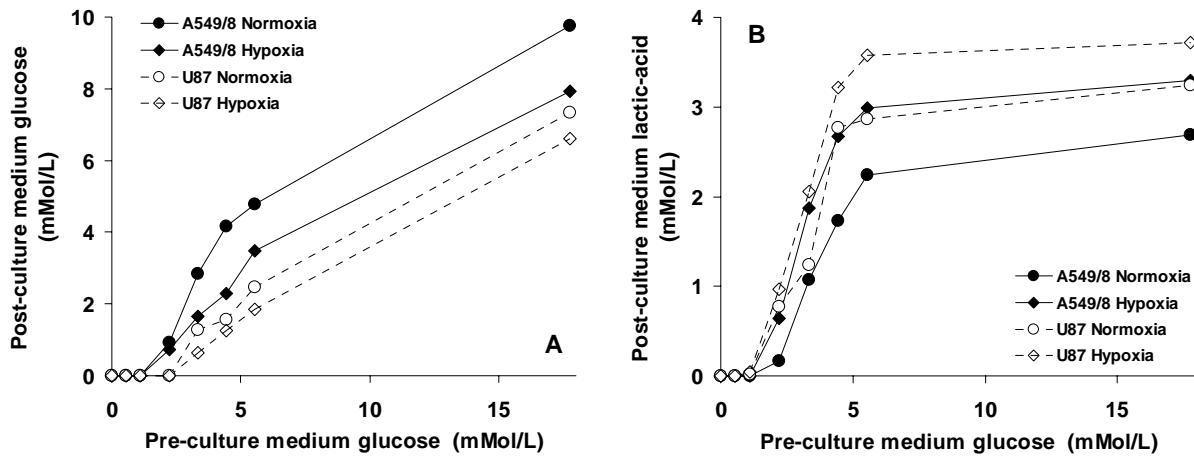 Post-culture medium glucose
(mMol/L)
10
8
6
4
2
0
A549/8 Normoxia
A549/8 Hypoxia
U87 Normoxia
U87 Hypoxia
A
0
5
10
15
Pre-culture medium glucose (mMol/L)
Post-culture medium lactic-acid
(mMol/L)
4
3
2
1
0
B
A549/8 Normoxia
A549/8 Hypoxia
U87 Normoxia
U87 Hypoxia
0
5
10
15
Pre-culture medium glucose (mMol/L)